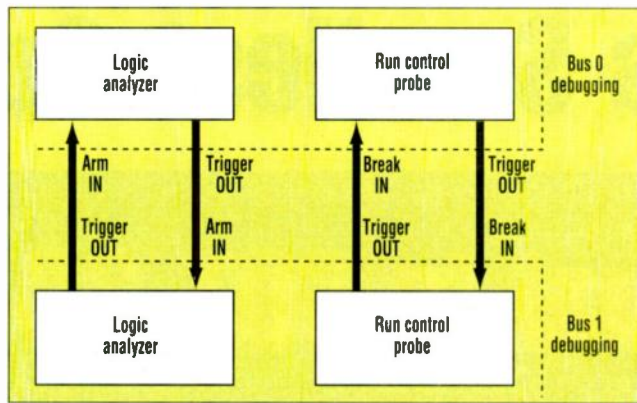 Logic
analyzer
Run control
probe
Bus 0
debugging
Arm
IN
Trigger
OUT
Break
IN
Trigger
OUT
Trigger
OUT
Arm
IN
Trigger
OUT
Break
IN
Logic
analyzer
Run control
probe
Bus 1
debugging